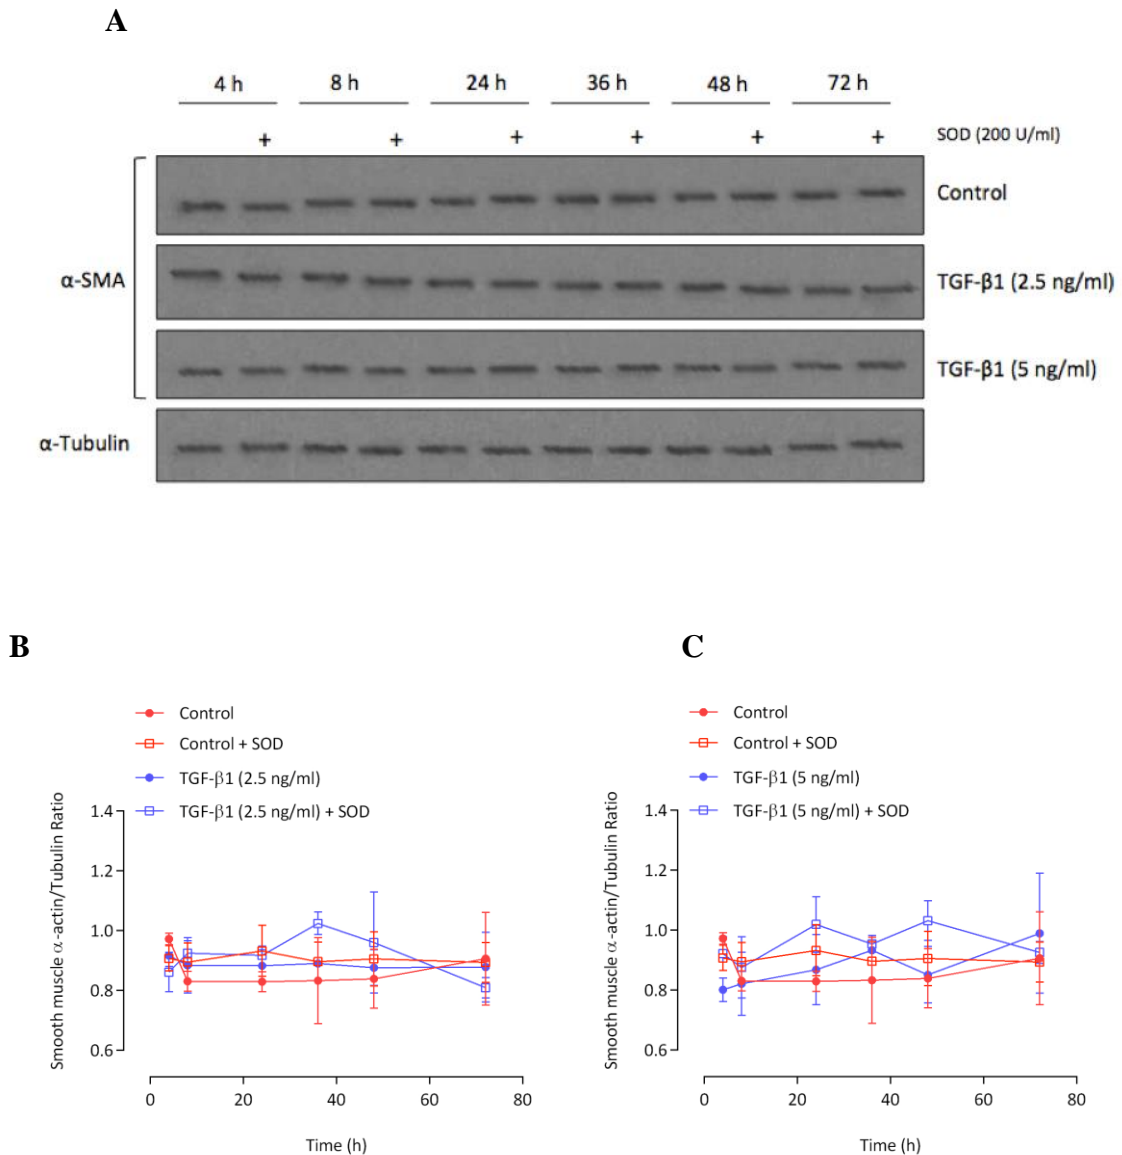 A
4 h 8 h 24 h 36 h 48 h 72 h
+ + + + + + SOD (200 U/ml)
Control
α-SMA TGF-β1 (2.5 ng/ml)
TGF-β1 (5 ng/ml)
α-Tubulin
B
Control
Control + SOD
TGF-β1 (2.5 ng/ml)
TGF-β1 (2.5 ng/ml) + SOD
Smooth muscle α-actin/Tubulin Ratio
1.4
1.2
1.0
0.8
0.6
0 20 40 60 80
Time (h)
C
Control
Control + SOD
TGF-β1 (5 ng/ml)
TGF-β1 (5 ng/ml) + SOD
Smooth muscle α-actin/Tubulin Ratio
1.4
1.2
1.0
0.8
0.6
0 20 40 60 80
Time (h)